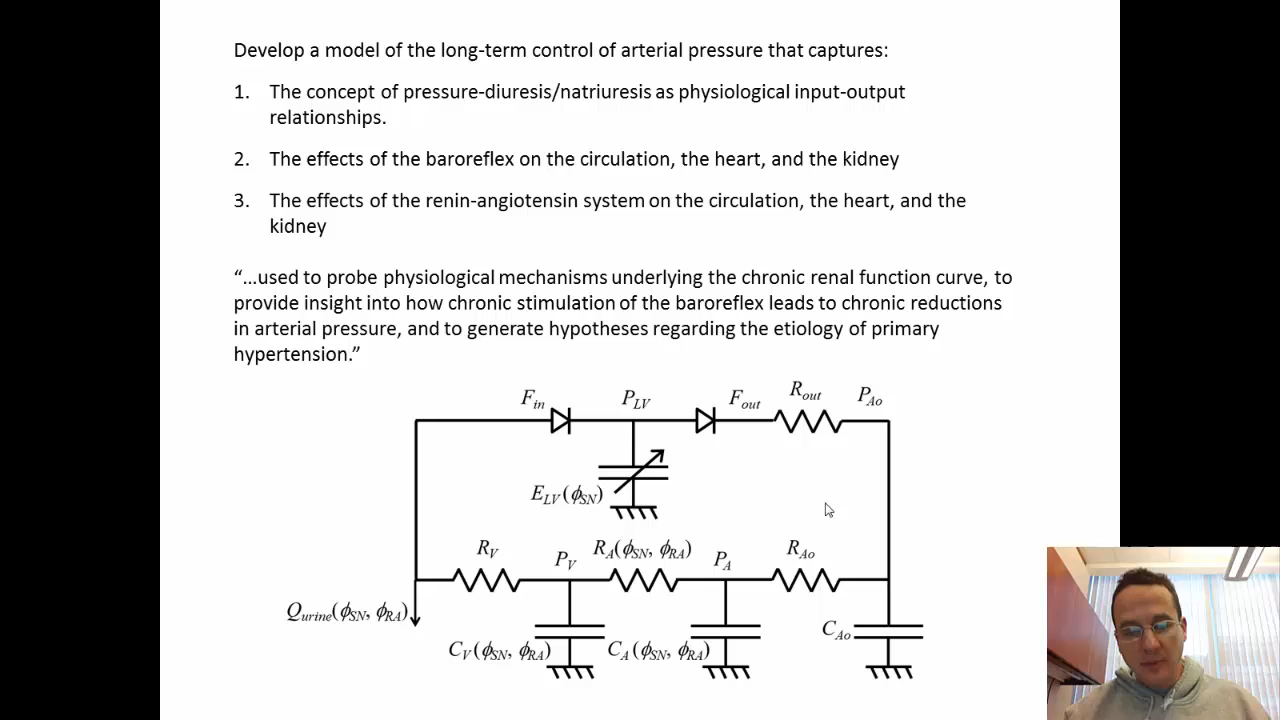 Develop a model of the long-term control of arterial pressure that captures:
1. The concept of pressure-diuresis/natriuresis as physiological input-output
relationships.
2. The effects of the baroreflex on the circulation, the heart, and the kidney
3. The effects of the renin-angiotensin system on the circulation, the heart, and the
kidney
“…used to probe physiological mechanisms underlying the chronic renal function curve, to
provide insight into how chronic stimulation of the baroreflex leads to chronic reductions
in arterial pressure, and to generate hypotheses regarding the etiology of primary
hypertension.”
F_in P_LV F_out R_out P_Ao
E_LV(ϕ_SN)
R_V P_V R_A(ϕ_SN, ϕ_RA) P_A R_Ao
Q_urine(ϕ_SN, ϕ_RA)
C_V(ϕ_SN, ϕ_RA) C_A(ϕ_SN, ϕ_RA) C_Ao